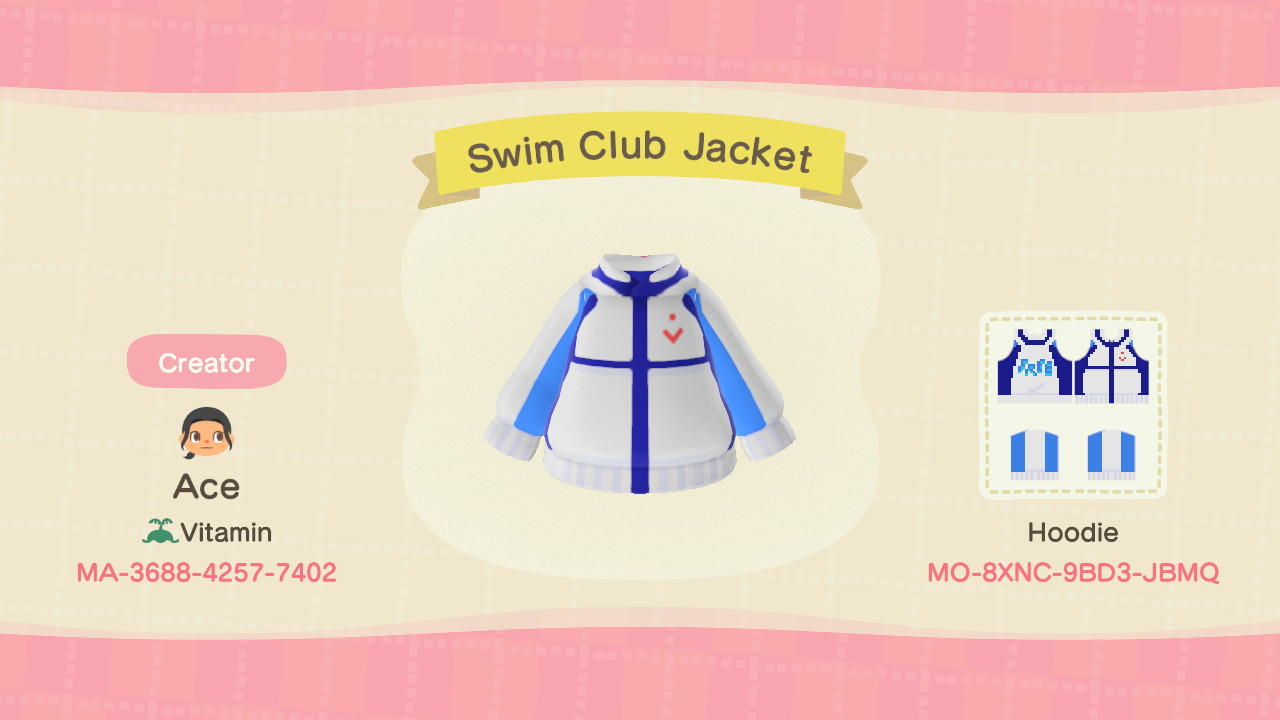 Swim Club Jacket
Creator
Ace
Vitamin
MA-3688-4257-7402
Hoodie
MO-8XNC-9BD3-JBMQ